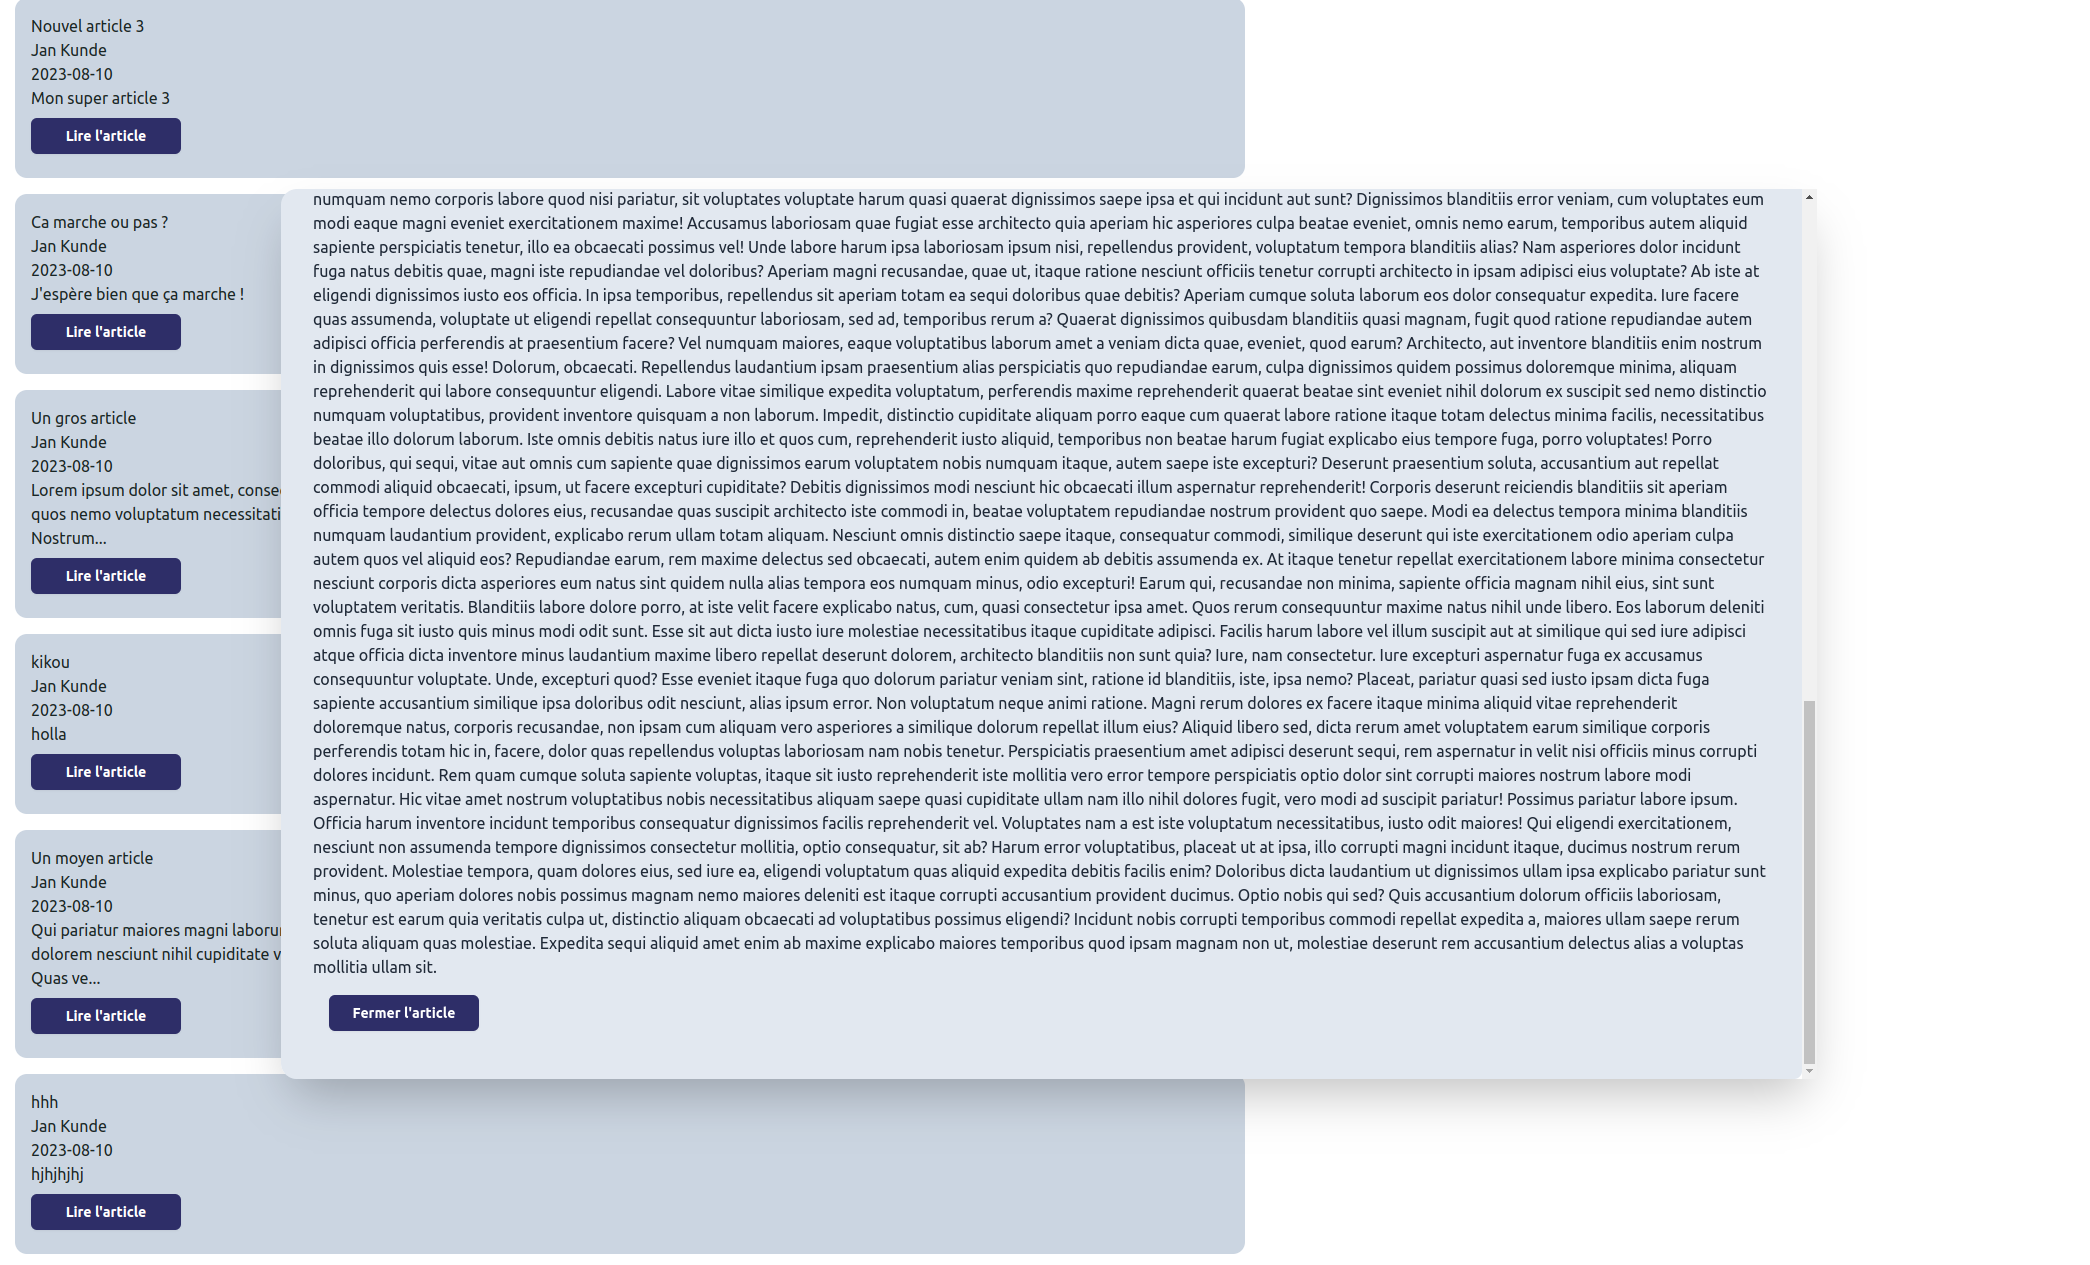 Nouvel article 3
Jan Kunde
2023-08-10
Mon super article 3
Lire l'article
Ca marche ou pas ?
Jan Kunde
2023-08-10
J'espère bien que ça marche !
Lire l'article
Un gros article
Jan Kunde
2023-08-10
Lorem ipsum dolor sit amet, conse
quos nemo voluptatum necessitati
Nostrum...
Lire l'article
kikou
Jan Kunde
2023-08-10
holla
Lire l'article
Un moyen article
Jan Kunde
2023-08-10
Qui pariatur maiores magni laboru
dolorem nesciunt nihil cupiditate v
Quas ve...
Lire l'article
hhh
Jan Kunde
2023-08-10
hjhjhjhj
Lire l'article
numquam nemo corporis labore quod nisi pariatur, sit voluptates voluptate harum quasi quaerat dignissimos saepe ipsa et qui incidunt aut sunt? Dignissimos blanditiis error veniam, cum voluptates eum
modi eaque magni eveniet exercitationem maxime! Accusamus laboriosam quae fugiat esse architecto quia aperiam hic asperiores culpa beatae eveniet, omnis nemo earum, temporibus autem aliquid
sapiente perspiciatis tenetur, illo ea obcaecati possimus vel! Unde labore harum ipsa laboriosam ipsum nisi, repellendus provident, voluptatum tempora blanditiis alias? Nam asperiores dolor incidunt
fuga natus debitis quae, magni iste repudiandae vel doloribus? Aperiam magni recusandae, quae ut, itaque ratione nesciunt officiis tenetur corrupti architecto in ipsam adipisci eius voluptate? Ab iste at
eligendi dignissimos iusto eos officia. In ipsa temporibus, repellendus sit aperiam totam ea sequi doloribus quae debitis? Aperiam cumque soluta laborum eos dolor consequatur expedita. Iure facere
quas assumenda, voluptate ut eligendi repellat consequuntur laboriosam, sed ad, temporibus rerum a? Quaerat dignissimos quibusdam blanditiis quasi magnam, fugit quod ratione repudiandae autem
adipisci officia perferendis at praesentium facere? Vel numquam maiores, eaque voluptatibus laborum amet a veniam dicta quae, eveniet, quod earum? Architecto, aut inventore blanditiis enim nostrum
in dignissimos quis esse! Dolorum, obcaecati. Repellendus laudantium ipsam praesentium alias perspiciatis quo repudiandae earum, culpa dignissimos quidem possimus doloremque minima, aliquam
reprehenderit qui labore consequuntur eligendi. Labore vitae similique expedita voluptatum, perferendis maxime reprehenderit quaerat beatae sint eveniet nihil dolorum ex suscipit sed nemo distinctio
numquam voluptatibus, provident inventore quisquam a non laborum. Impedit, distinctio cupiditate aliquam porro eaque cum quaerat labore ratione itaque totam delectus minima facilis, necessitatibus
beatae illo dolorum laborum. Iste omnis debitis natus iure illo et quos cum, reprehenderit iusto aliquid, temporibus non beatae harum fugiat explicabo eius tempore fuga, porro voluptates! Porro
doloribus, qui sequi, vitae aut omnis cum sapiente quae dignissimos earum voluptatem nobis numquam itaque, autem saepe iste excepturi? Deserunt praesentium soluta, accusantium aut repellat
commodi aliquid obcaecati, ipsum, ut facere excepturi cupiditate? Debitis dignissimos modi nesciunt hic obcaecati illum aspernatur reprehenderit! Corporis deserunt reiciendis blanditiis sit aperiam
officia tempore delectus dolores eius, recusandae quas suscipit architecto iste commodi in, beatae voluptatem repudiandae nostrum provident quo saepe. Modi ea delectus tempora minima blanditiis
numquam laudantium provident, explicabo rerum ullam totam aliquam. Nesciunt omnis distinctio saepe itaque, consequatur commodi, similique deserunt qui iste exercitationem odio aperiam culpa
autem quos vel aliquid eos? Repudiandae earum, rem maxime delectus sed obcaecati, autem enim quidem ab debitis assumenda ex. At itaque tenetur repellat exercitationem labore minima consectetur
nesciunt corporis dicta asperiores eum natus sint quidem nulla alias tempora eos numquam minus, odio excepturi! Earum qui, recusandae non minima, sapiente officia magnam nihil eius, sint sunt
voluptatem veritatis. Blanditiis labore dolore porro, at iste velit facere explicabo natus, cum, quasi consectetur ipsa amet. Quos rerum consequuntur maxime natus nihil unde libero. Eos laborum deleniti
omnis fuga sit iusto quis minus modi odit sunt. Esse sit aut dicta iusto iure molestiae necessitatibus itaque cupiditate adipisci. Facilis harum labore vel illum suscipit aut at similique qui sed iure adipisci
atque officia dicta inventore minus laudantium maxime libero repellat deserunt dolorem, architecto blanditiis non sunt quia? Iure, nam consectetur. Iure excepturi aspernatur fuga ex accusamus
consequuntur voluptate. Unde, excepturi quod? Esse eveniet itaque fuga quo dolorum pariatur veniam sint, ratione id blanditiis, iste, ipsa nemo? Placeat, pariatur quasi sed iusto ipsam dicta fuga
sapiente accusantium similique ipsa doloribus odit nesciunt, alias ipsum error. Non voluptatum neque animi ratione. Magni rerum dolores ex facere itaque minima aliquid vitae reprehenderit
doloremque natus, corporis recusandae, non ipsam cum aliquam vero asperiores a similique dolorum repellat illum eius? Aliquid libero sed, dicta rerum amet voluptatem earum similique corporis
perferendis totam hic in, facere, dolor quas repellendus voluptas laboriosam nam nobis tenetur. Perspiciatis praesentium amet adipisci deserunt sequi, rem aspernatur in velit nisi officiis minus corrupti
dolores incidunt. Rem quam cumque soluta sapiente voluptas, itaque sit iusto reprehenderit iste mollitia vero error tempore perspiciatis optio dolor sint corrupti maiores nostrum labore modi
aspernatur. Hic vitae amet nostrum voluptatibus nobis necessitatibus aliquam saepe quasi cupiditate ullam nam illo nihil dolores fugit, vero modi ad suscipit pariatur! Possimus pariatur labore ipsum.
Officia harum inventore incidunt temporibus consequatur dignissimos facilis reprehenderit vel. Voluptates nam a est iste voluptatum necessitatibus, iusto odit maiores! Qui eligendi exercitationem,
nesciunt non assumenda tempore dignissimos consectetur mollitia, optio consequatur, sit ab? Harum error voluptatibus, placeat ut at ipsa, illo corrupti magni incidunt itaque, ducimus nostrum rerum
provident. Molestiae tempora, quam dolores eius, sed iure ea, eligendi voluptatum quas aliquid expedita debitis facilis enim? Doloribus dicta laudantium ut dignissimos ullam ipsa explicabo pariatur sunt
minus, quo aperiam dolores nobis possimus magnam nemo maiores deleniti est itaque corrupti accusantium provident ducimus. Optio nobis qui sed? Quis accusantium dolorum officiis laboriosam,
tenetur est earum quia veritatis culpa ut, distinctio aliquam obcaecati ad voluptatibus possimus eligendi? Incidunt nobis corrupti temporibus commodi repellat expedita a, maiores ullam saepe rerum
soluta aliquam quas molestiae. Expedita sequi aliquid amet enim ab maxime explicabo maiores temporibus quod ipsam magnam non ut, molestiae deserunt rem accusantium delectus alias a voluptas
mollitia ullam sit.
Fermer l'article